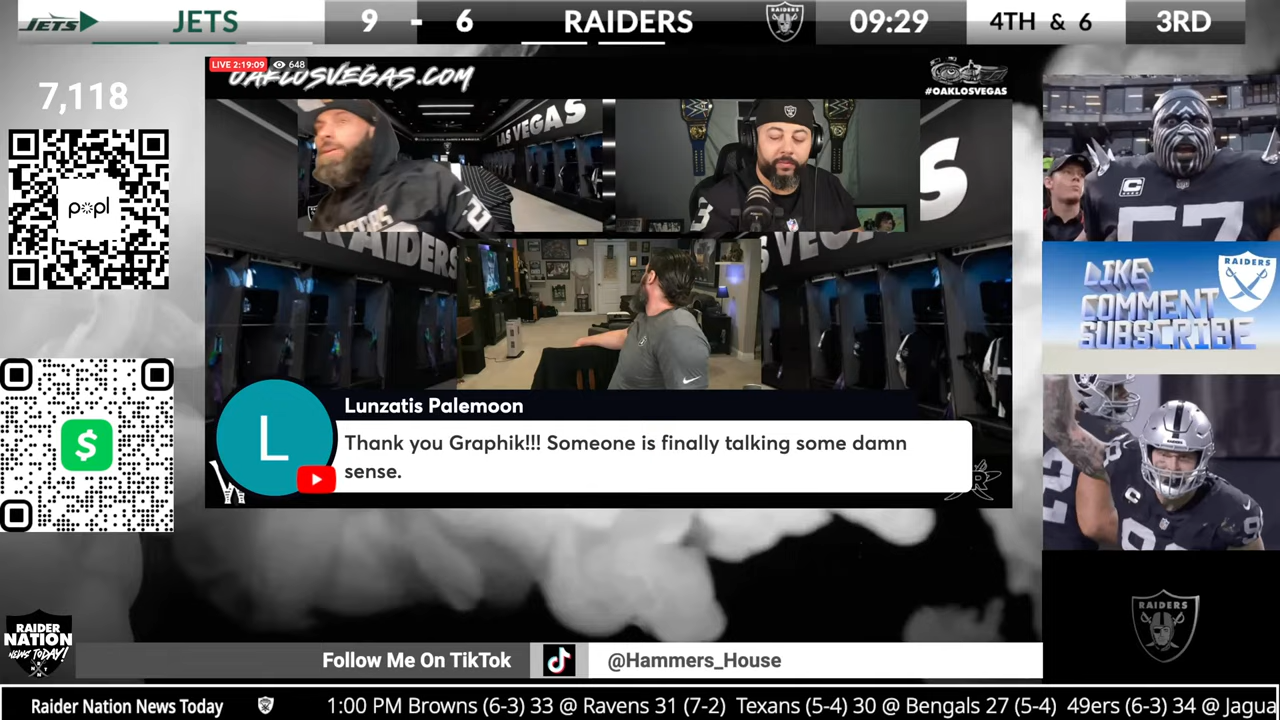 JETS JETS 9 - 6 RAIDERS 09:29 4TH & 6 3RD
LIVE 2:19:09 648
OAKLOSVEGAS.COM
#OAKLOSVEGAS
7,118
popl
LAS VEGAS
S
RAIDERS
VEGAS
57
C
RAIDERS
LIKE
COMMENT
SUBSCRIBE
$
L
Lunzatis Palemoon
Thank you Graphik!!! Someone is finally talking some damn
sense.
C
RAIDERS
RAIDER
NATION
NEWS TODAY!
Follow Me On TikTok @Hammers_House
Raider Nation News Today 1:00 PM Browns (6-3) 33 @ Ravens 31 (7-2) Texans (5-4) 30 @ Bengals 27 (5-4) 49ers (6-3) 34 @ Jagua